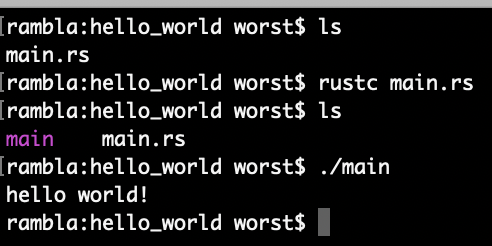 rambla:hello_world worst$ ls
main.rs
rambla:hello_world worst$ rustc main.rs
rambla:hello_world worst$ ls
main    main.rs
rambla:hello_world worst$ ./main
hello world!
rambla:hello_world worst$